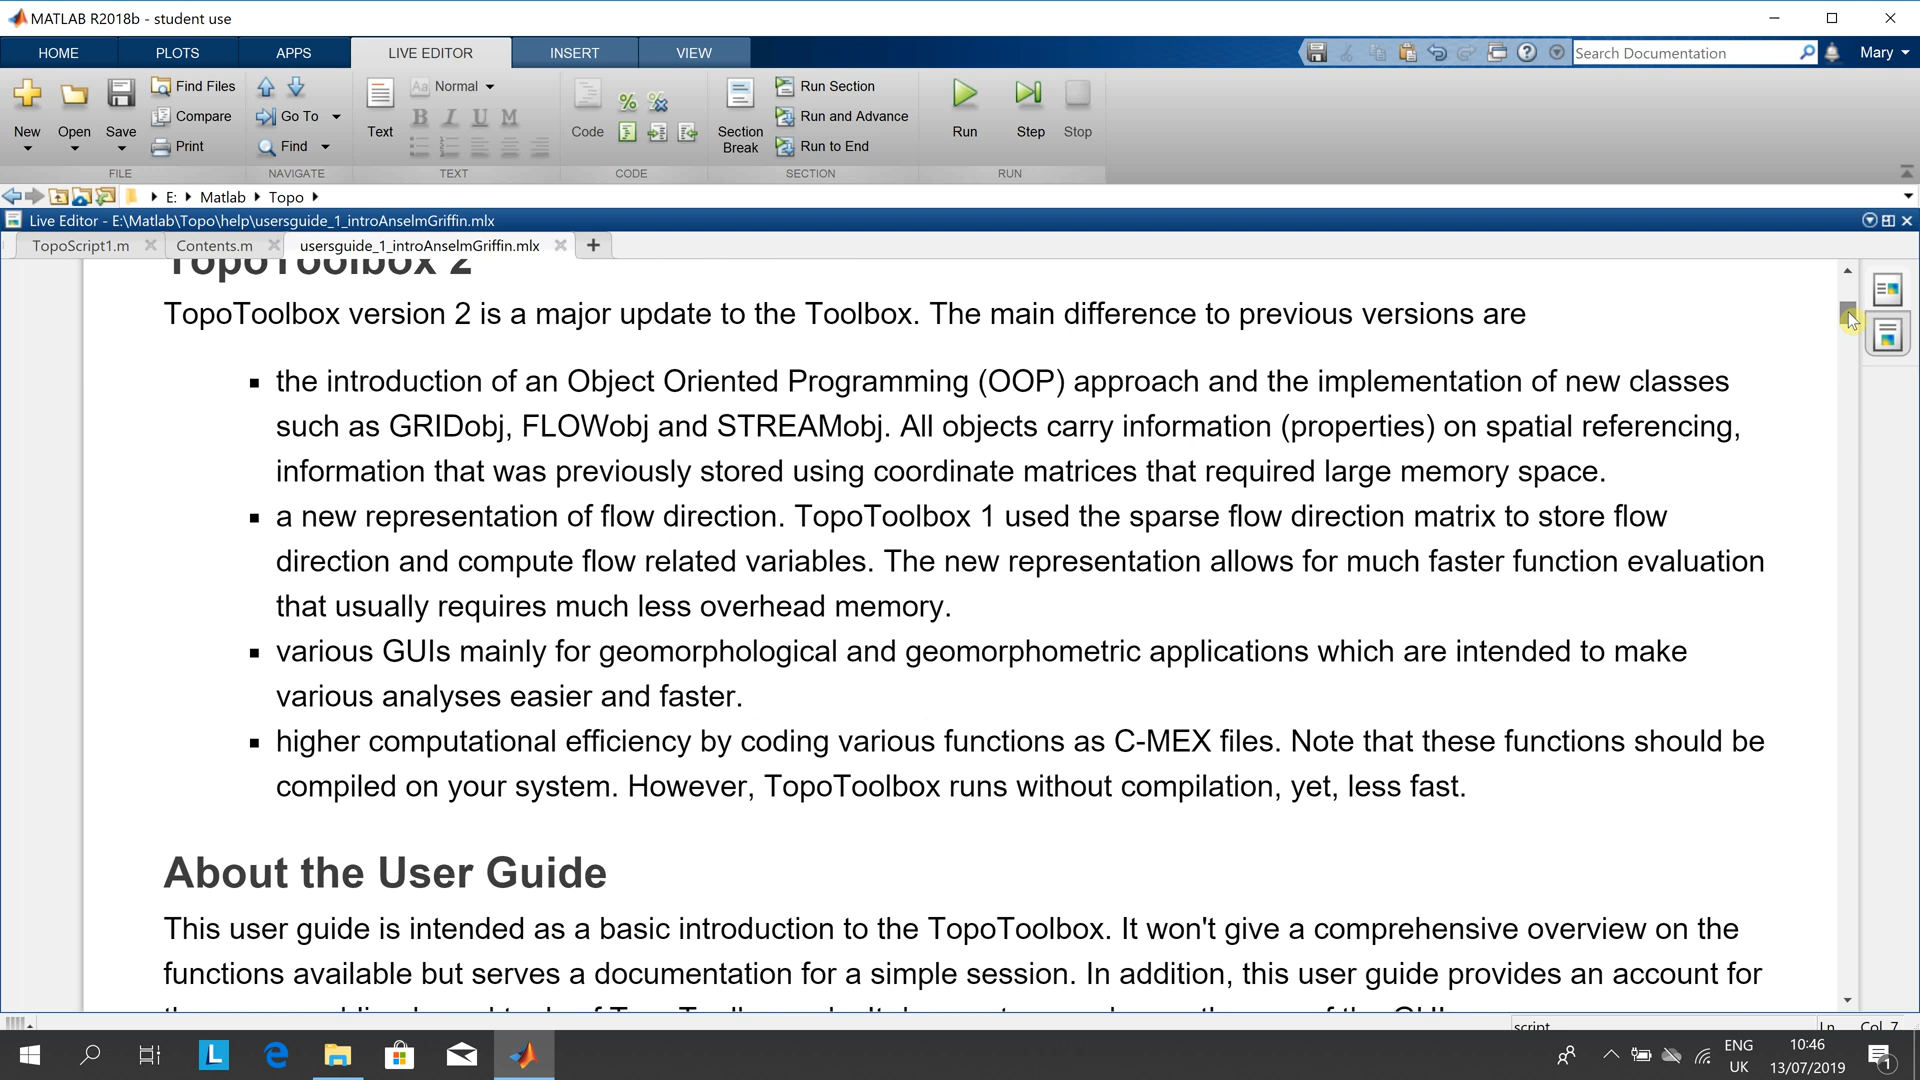 MATLAB R2018b - student use
HOME PLOTS APPS LIVE EDITOR INSERT VIEW
Search Documentation
Mary
New
Open
Save
Find Files
Compare
Print
Go To
Find
Text
Aa Normal
B I U M
Code
Section Break
Run Section
Run and Advance
Run to End
Run
Step
Stop
FILE NAVIGATE TEXT CODE SECTION RUN
E: Matlab Topo
Live Editor - E:\Matlab\Topo\help\usersguide_1_introAnselmGriffin.mlx
TopoScript1.m Contents.m usersguide_1_introAnselmGriffin.mlx +
TopoToolbox 2
TopoToolbox version 2 is a major update to the Toolbox. The main difference to previous versions are
the introduction of an Object Oriented Programming (OOP) approach and the implementation of new classes
such as GRIDobj, FLOWobj and STREAMobj. All objects carry information (properties) on spatial referencing,
information that was previously stored using coordinate matrices that required large memory space.
a new representation of flow direction. TopoToolbox 1 used the sparse flow direction matrix to store flow
direction and compute flow related variables. The new representation allows for much faster function evaluation
that usually requires much less overhead memory.
various GUIs mainly for geomorphological and geomorphometric applications which are intended to make
various analyses easier and faster.
higher computational efficiency by coding various functions as C-MEX files. Note that these functions should be
compiled on your system. However, TopoToolbox runs without compilation, yet, less fast.
About the User Guide
This user guide is intended as a basic introduction to the TopoToolbox. It won't give a comprehensive overview on the
functions available but serves a documentation for a simple session. In addition, this user guide provides an account for
script Ln Col 7
ENG
UK
10:46
13/07/2019
1